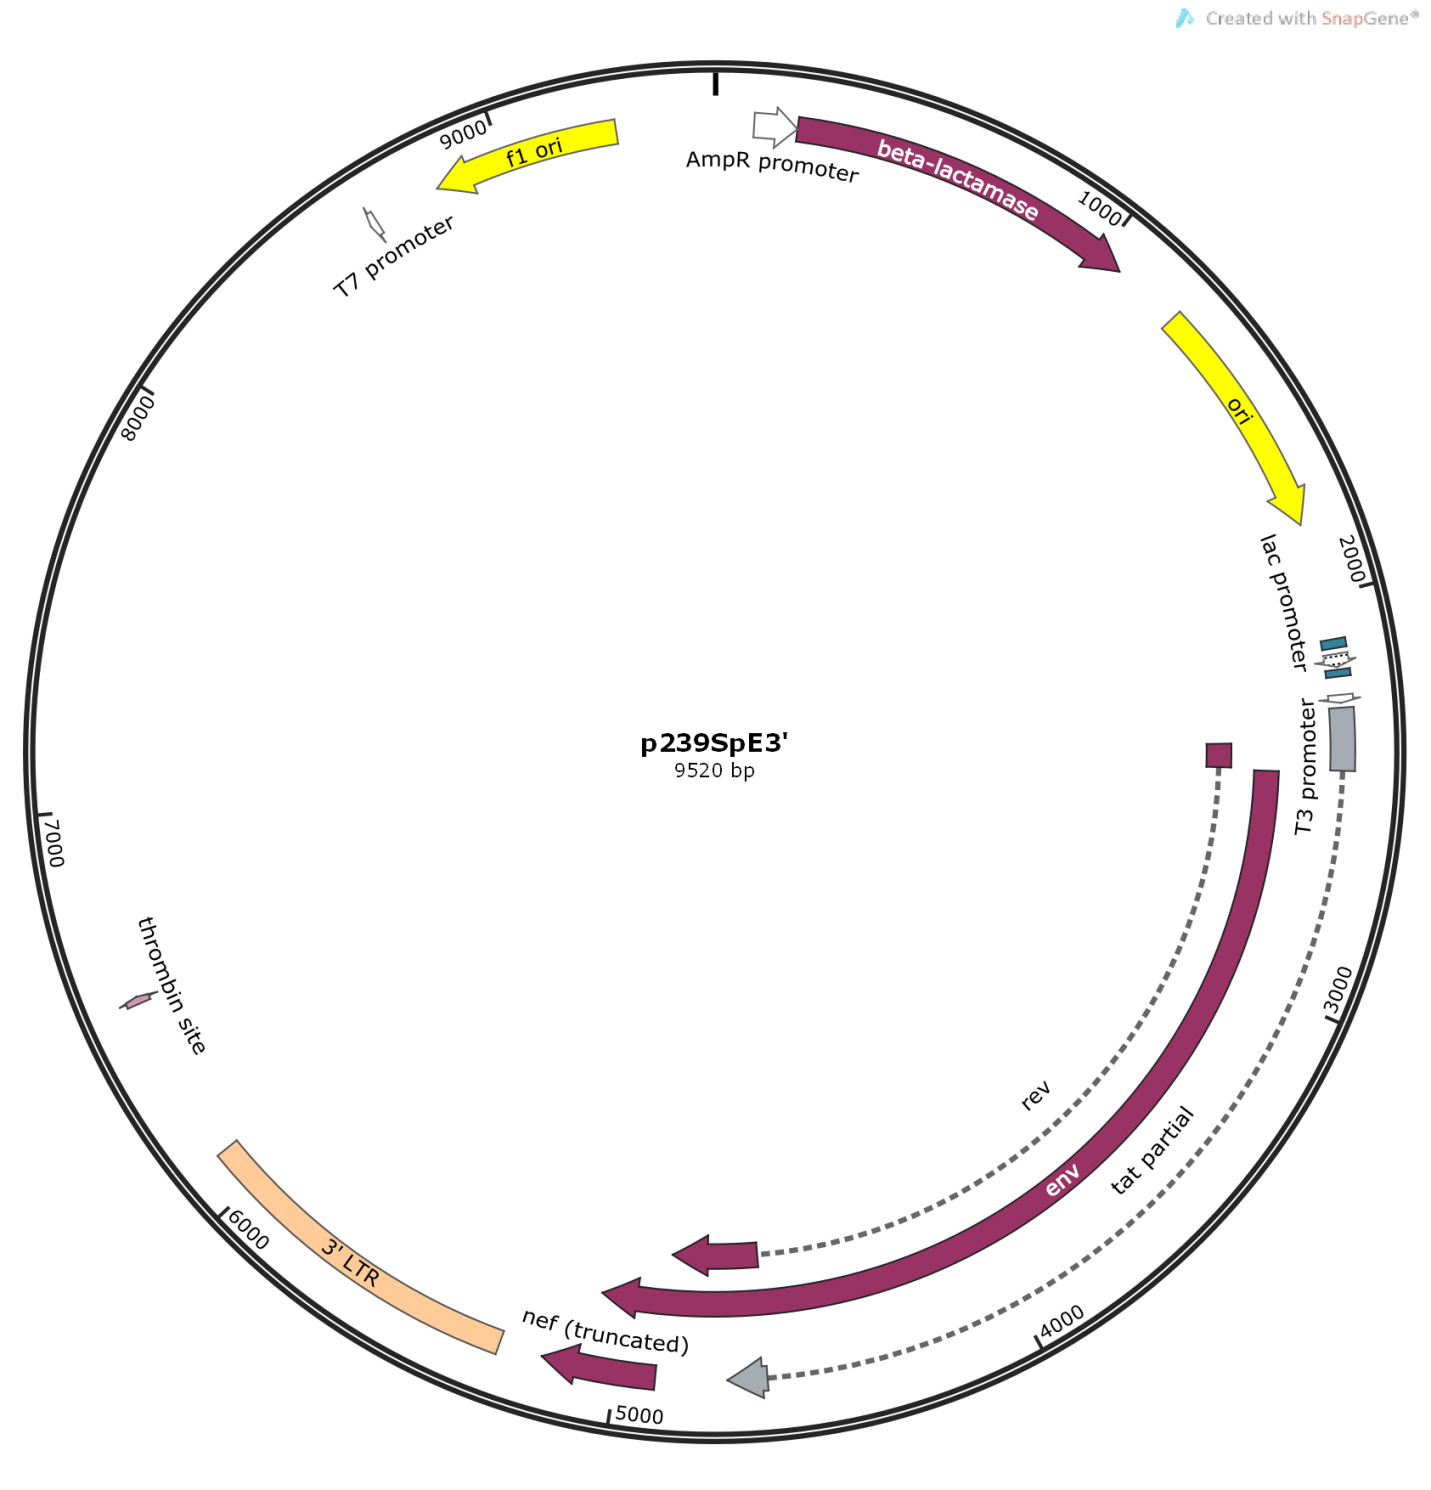 Created with SnapGene®
9000
f1 ori
AmpR promoter
beta-lactamase
1000
T7 promoter
ori
8000
2000
lac promoter
T3 promoter
p239SpE3'
9520 bp
7000
thrombin site
3000
rev
tat partial
env
6000
3' LTR
nef (truncated)
4000
5000